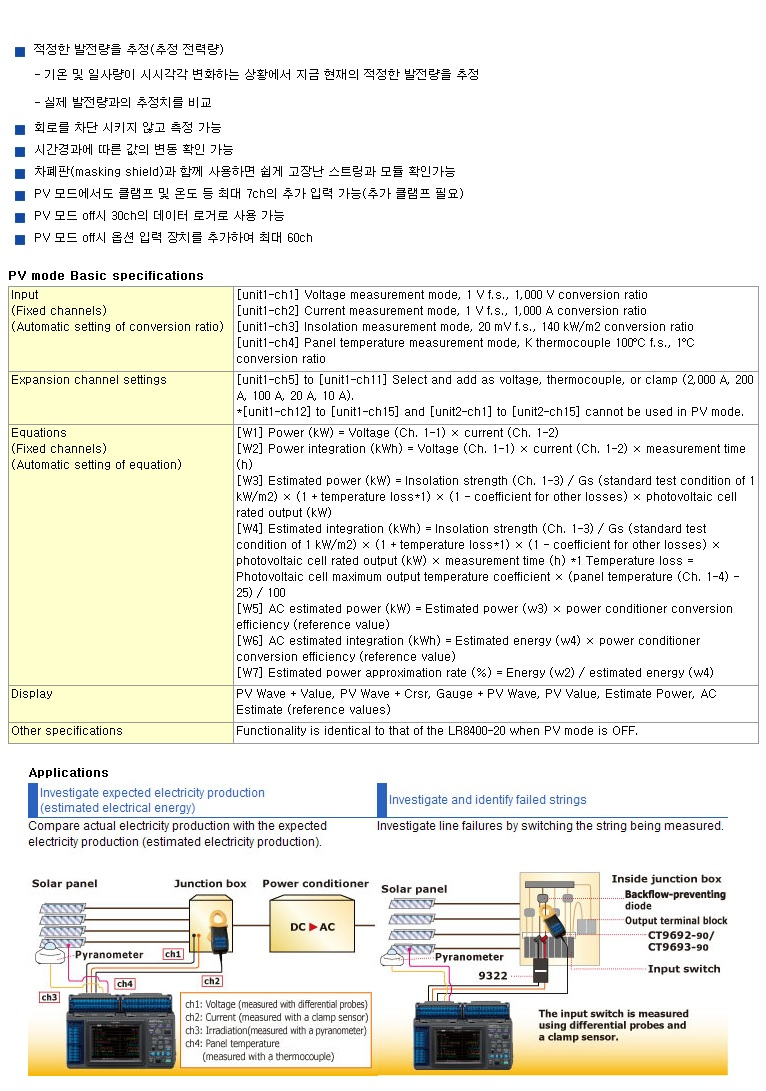 적정한 발전량을 추정(추정 전력량)
- 기온 및 일사량이 시시각각 변화하는 상황에서 지금 현재의 적정한 발전량을 추정
- 실제 발전량과의 추정치를 비교
회로를 차단 시키지 않고 측정 가능
시간경과에 따른 값의 변동 확인 가능
차폐판(masking shield)과 함께 사용하면 쉽게 고장난 스트링과 모듈 확인가능
PV 모드에서도 클램프 및 온도 등 최대 7ch의 추가 입력 가능(추가 클램프 필요)
PV 모드 off시 30ch의 데이터 로거로 사용 가능
PV 모드 off시 옵션 입력 장치를 추가하여 최대 60ch
PV mode Basic specifications
Input
(Fixed channels)
(Automatic setting of conversion ratio)
[unit1-ch1] Voltage measurement mode, 1 V f.s., 1,000 V conversion ratio
[unit1-ch2] Current measurement mode, 1 V f.s., 1,000 A conversion ratio
[unit1-ch3] Insolation measurement mode, 20 mV f.s., 140 kW/m2 conversion ratio
[unit1-ch4] Panel temperature measurement mode, K thermocouple 100°C f.s., 1°C
conversion ratio
Expansion channel settings
[unit1-ch5] to [unit1-ch11] Select and add as voltage, thermocouple, or clamp (2,000 A, 200
A, 100 A, 20 A, 10 A).
*[unit1-ch12] to [unit1-ch15] and [unit2-ch1] to [unit2-ch15] cannot be used in PV mode.
Equations
(Fixed channels)
(Automatic setting of equation)
[W1] Power (kW) = Voltage (Ch. 1-1) × current (Ch. 1-2)
[W2] Power integration (kWh) = Voltage (Ch. 1-1) × current (Ch. 1-2) × measurement time
(h)
[W3] Estimated power (kW) = Insolation strength (Ch. 1-3) / Gs (standard test condition of 1
kW/m2) × (1 + temperature loss*1) × (1 - coefficient for other losses) × photovoltaic cell
rated output (kW)
[W4] Estimated integration (kWh) = Insolation strength (Ch. 1-3) / Gs (standard test
condition of 1 kW/m2) × (1 + temperature loss*1) × (1 - coefficient for other losses) ×
photovoltaic cell rated output (kW) × measurement time (h) *1 Temperature loss =
Photovoltaic cell maximum output temperature coefficient × (panel temperature (Ch. 1-4) -
25) / 100
[W5] AC estimated power (kW) = Estimated power (w3) × power conditioner conversion
efficiency (reference value)
[W6] AC estimated integration (kWh) = Estimated energy (w4) × power conditioner
conversion efficiency (reference value)
[W7] Estimated power approximation rate (%) = Energy (w2) / estimated energy (w4)
Display
PV Wave + Value, PV Wave + Crsr, Gauge + PV Wave, PV Value, Estimate Power, AC
Estimate (reference values)
Other specifications
Functionality is identical to that of the LR8400-20 when PV mode is OFF.
Applications
Investigate expected electricity production
(estimated electrical energy)
Compare actual electricity production with the expected
electricity production (estimated electricity production).
Solar panel
Junction box
Power conditioner
DC ▶ AC
Pyranometer
ch1
ch2
ch3
ch4
ch1: Voltage (measured with differential probes)
ch2: Current (measured with a clamp sensor)
ch3: Irradiation(measured with a pyranometer)
ch4: Panel temperature
(measured with a thermocouple)
Investigate and identify failed strings
Investigate line failures by switching the string being measured.
Solar panel
Inside junction box
Backflow-preventing
diode
Output terminal block
CT9692-90/
CT9693-90
Input switch
Pyranometer
9322
The input switch is measured
using differential probes and
a clamp sensor.